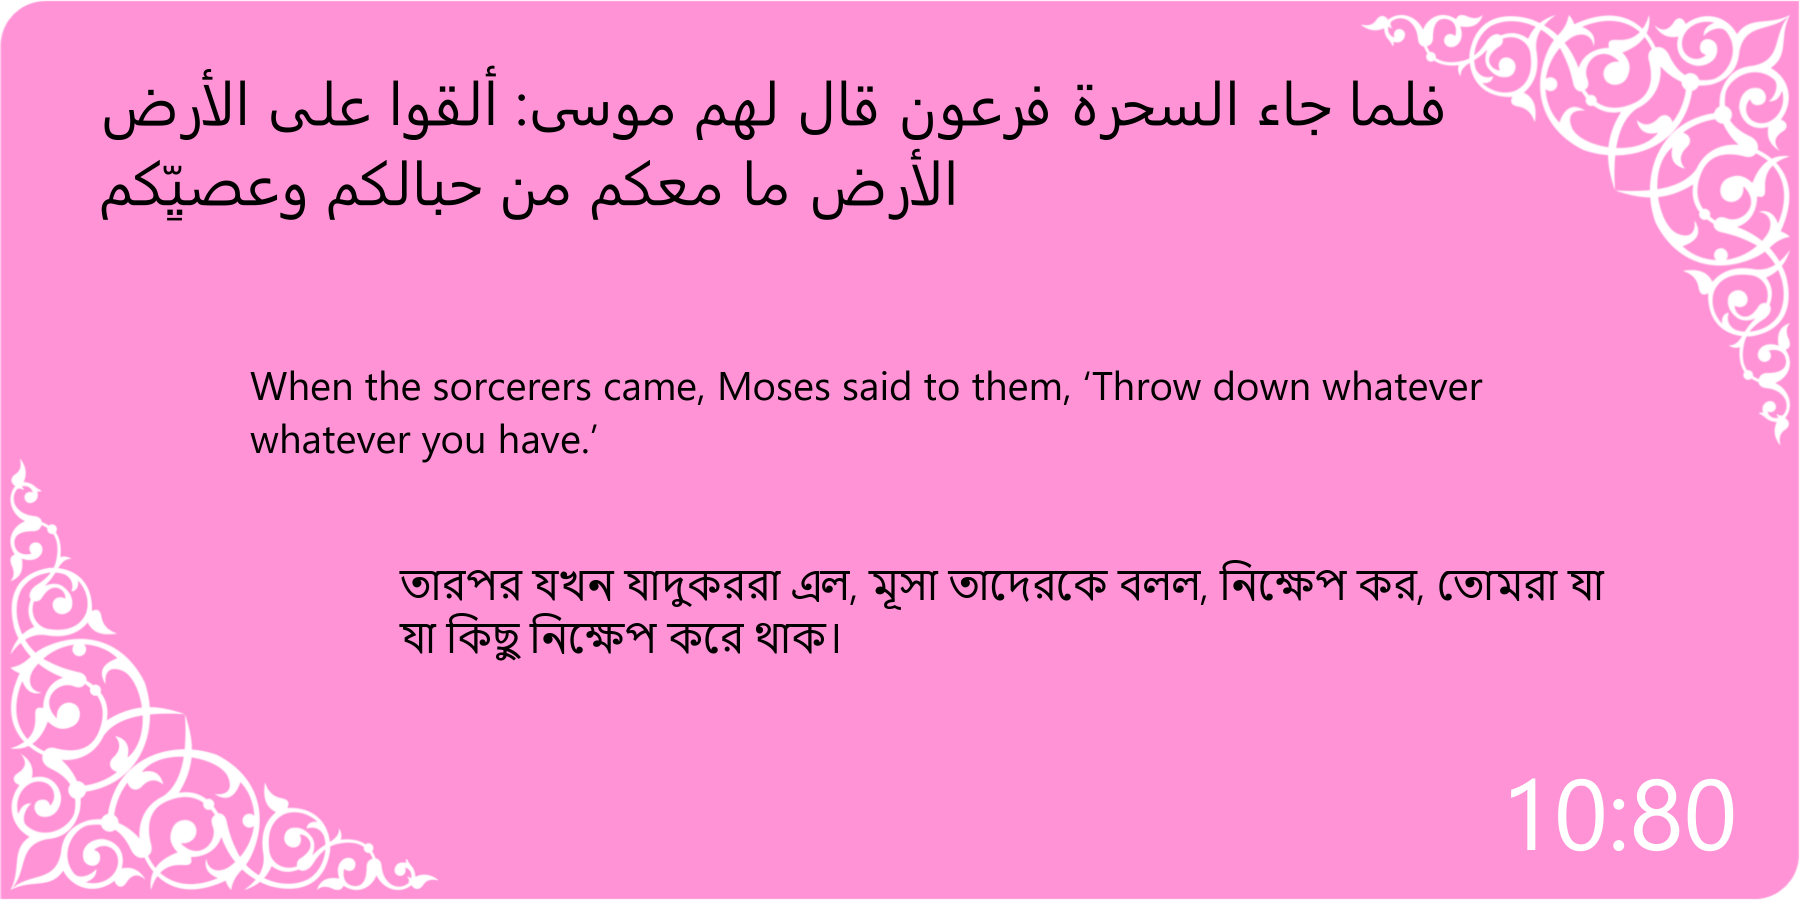 فلما جاء السحرة فرعون قال لهم موسى: ألقوا على الأرض
الأرض ما معكم من حبالكم وعصيِّكم
When the sorcerers came, Moses said to them, ‘Throw down whatever
whatever you have.’
তারপর যখন যাদুকররা এল, মূসা তাদেরকে বলল, নিক্ষেপ কর, তোমরা যা
যা কিছু নিক্ষেপ করে থাক।
10:80